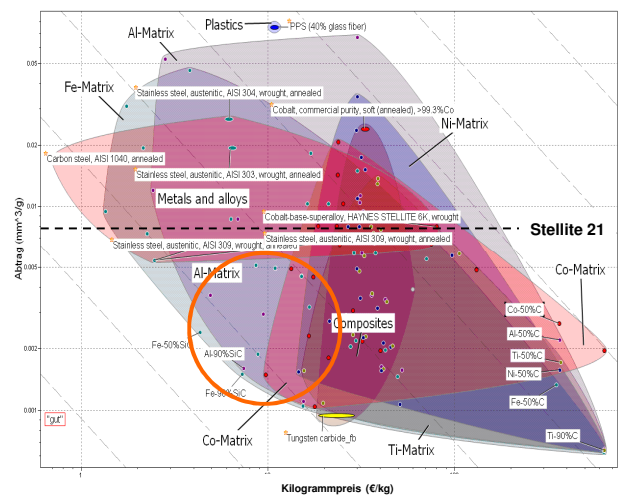 Plastics
PPS (40% glass fiber)
Al-Matrix
0.05
Fe-Matrix
Stainless steel, austenitic, AISI 304, wrought, annealed
Cobalt, commercial purity, soft (annealed), >99.3%Co
Ni-Matrix
0.02
Carbon steel, AISI 1040, annealed
Stainless steel, austenitic, AISI 303, wrought, annealed
Metals and alloys
0.01
Cobalt-base-superalloy, HAYNES STELLITE 6K, wrought
Stellite 21
Stainless steel, austenitic, AISI 309, wrought, annealed
Stainless steel, austenitic, AISI 309, wrought, annealed
Abtrag (mm^3/g)
Al-Matrix
Co-Matrix
0.005
Co-50%C
Composites
Al-50%C
Fe-50%SiC
Al-90%SiC
Ti-50%C
0.002
Ni-50%C
Fe-90%SiC
Fe-50%C
0.001
"gut"
Co-Matrix
Tungsten carbide_fb
Ti-Matrix
Ti-90%C
1
10
100
Kilogrammpreis (€/kg)